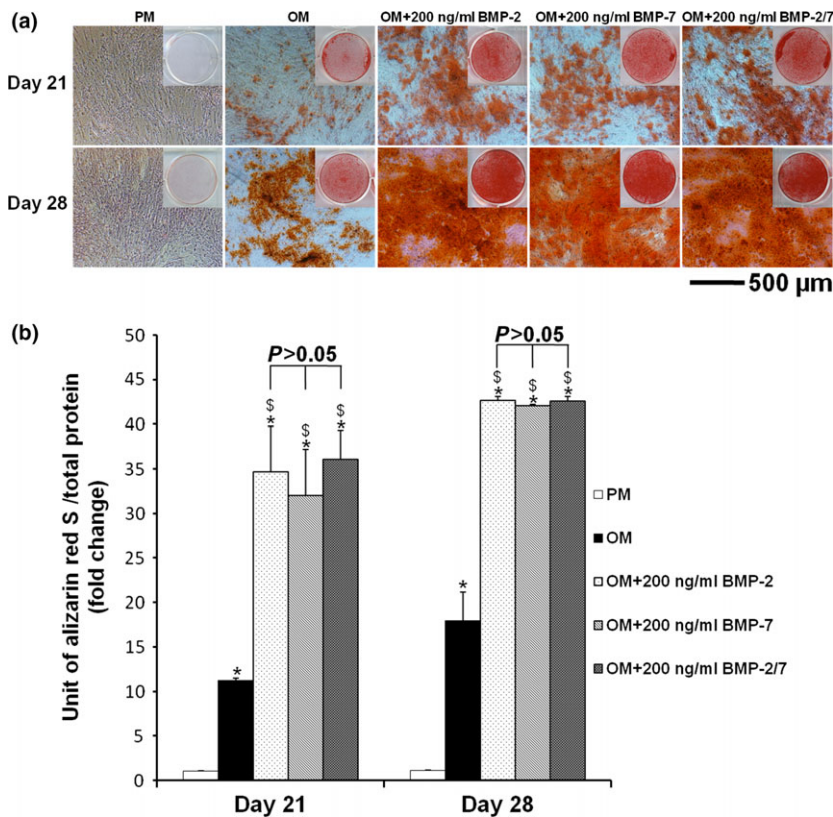 (a)
PM OM OM+200 ng/ml BMP-2 OM+200 ng/ml BMP-7 OM+200 ng/ml BMP-2/7
Day 21
Day 28
500 µm
(b)
Unit of alizarin red S /total protein
(fold change)
50
45
40
35
30
25
20
15
10
5
0
P>0.05
P>0.05
$ $ $
* * *
$ $ $
* * *
*
*
Day 21 Day 28
PM
OM
OM+200 ng/ml BMP-2
OM+200 ng/ml BMP-7
OM+200 ng/ml BMP-2/7